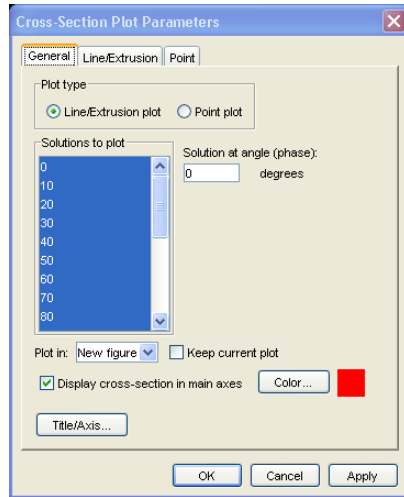 Cross-Section Plot Parameters
General Line/Extrusion Point
Plot type
Line/Extrusion plot Point plot
Solutions to plot
Solution at angle (phase):
0
0 degrees
10
20
30
40
50
60
70
80
Plot in: New figure Keep current plot
Display cross-section in main axes Color...
Title/Axis...
OK Cancel Apply